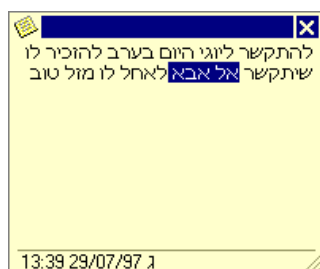 להתקשר ליוגי היום בערב להזכיר לו
שיתקשר אל אבא לאחל לו מזל טוב
13:39 29/07/97 ג